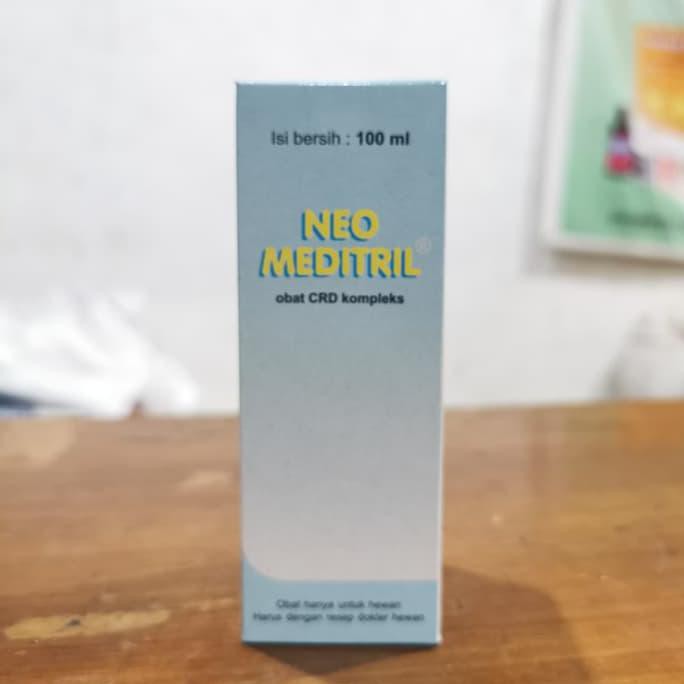 Isi bersih : 100 ml
NEO
MEDITRIL®
obat CRD kompleks
Obat hanya untuk hewan
Harus dengan resep dokter hewan